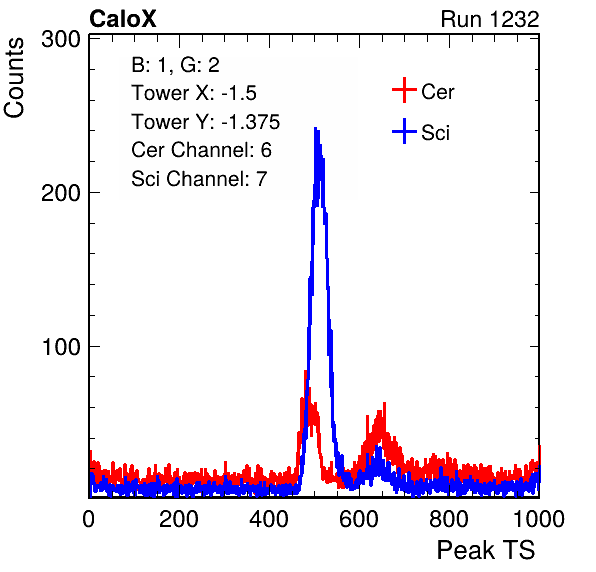 CaloX Run 1232
Counts
300
200
100
B: 1, G: 2
Tower X: -1.5
Tower Y: -1.375
Cer Channel: 6
Sci Channel: 7
Cer
Sci
0 200 400 600 800 1000
Peak TS